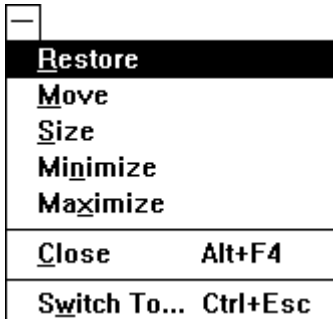 Restore
Move
Size
Minimize
Maximize
Close Alt+F4
Switch To... Ctrl+Esc